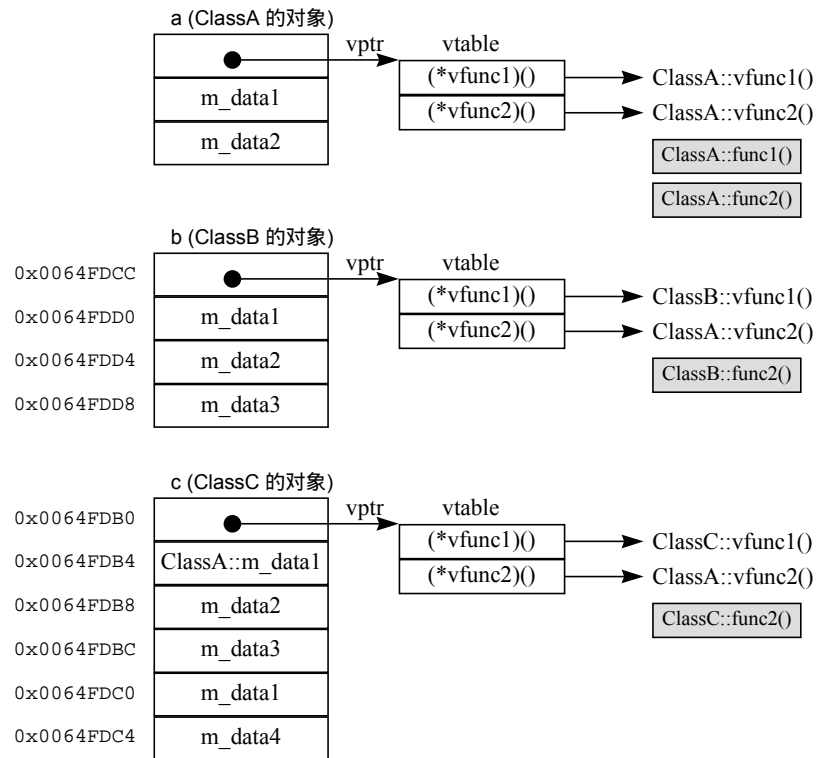 a (ClassA 的对象)
vptr
vtable
(*vfunc1)()
ClassA::vfunc1()
m_data1
(*vfunc2)()
ClassA::vfunc2()
m_data2
ClassA::func1()
ClassA::func2()
b (ClassB 的对象)
0x0064FDCC
vptr
vtable
(*vfunc1)()
ClassB::vfunc1()
0x0064FDD0
m_data1
(*vfunc2)()
ClassA::vfunc2()
0x0064FDD4
m_data2
ClassB::func2()
0x0064FDD8
m_data3
c (ClassC 的对象)
0x0064FDB0
vptr
vtable
(*vfunc1)()
ClassC::vfunc1()
0x0064FDB4
ClassA::m_data1
(*vfunc2)()
ClassA::vfunc2()
0x0064FDB8
m_data2
ClassC::func2()
0x0064FDBC
m_data3
0x0064FDC0
m_data1
0x0064FDC4
m_data4